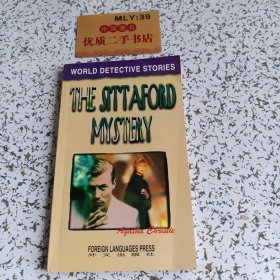 MLY:39
优质二手书店
WORLD DETECTIVE STORIES
THE SITTAFORD
MYSTERY
Agatha Christie
FOREIGN LANGUAGES PRESS
外文出版社